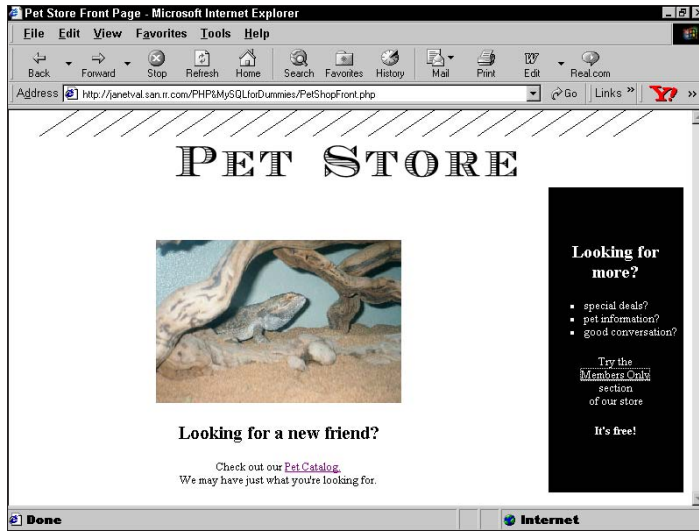 Pet Store Front Page - Microsoft Internet Explorer
File Edit View Favorites Tools Help
Back Forward Stop Refresh Home Search Favorites History Mail Print Edit Real.com
Address http://janetval.san.rr.com/PHP&MySQLforDummies/PetShopFront.php Go Links » Y? »
PET STORE
Looking for
more?
special deals?
pet information?
good conversation?
Try the
Members Only
section
of our store
It's free!
Looking for a new friend?
Check out our Pet Catalog.
We may have just what you're looking for.
Done Internet